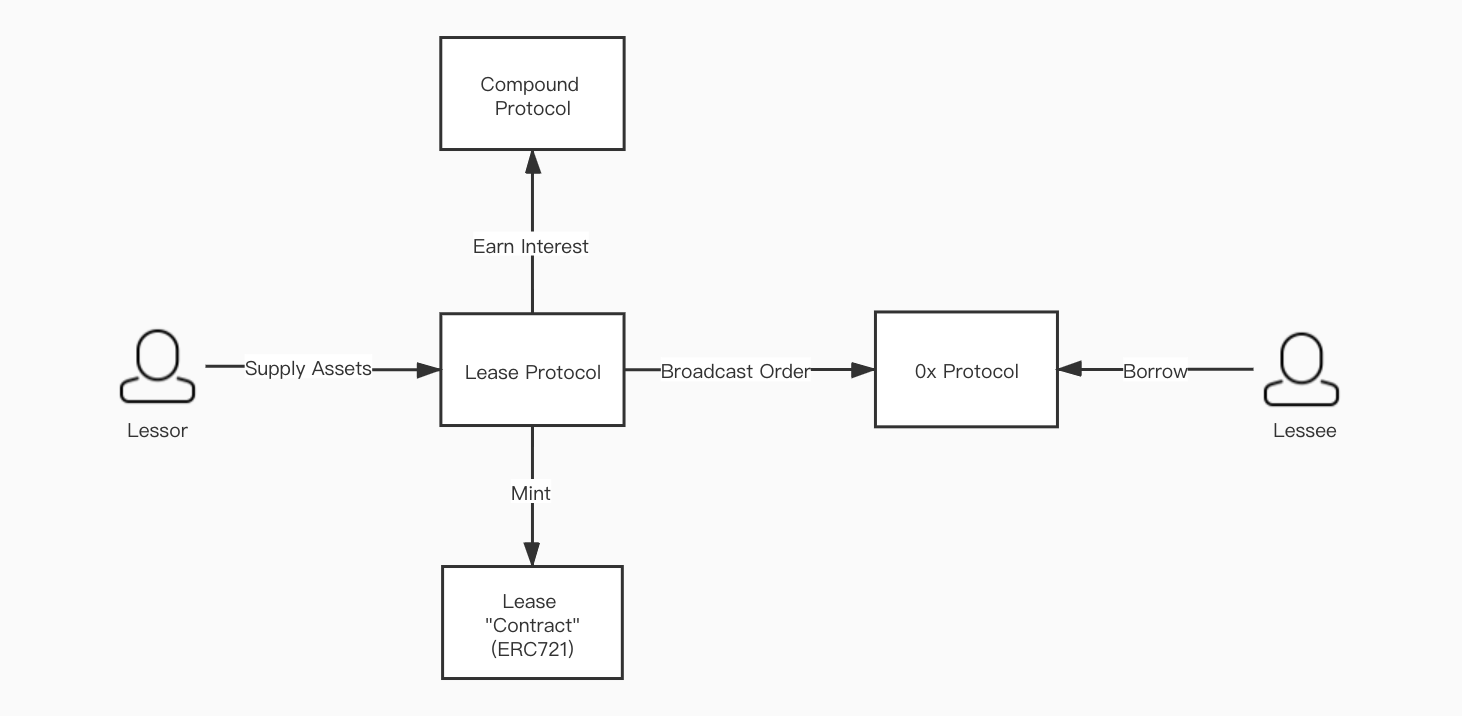 Compound
Protocol
Earn Interest
Supply Assets
Lease Protocol
Broadcast Order
0x Protocol
Borrow
Lessor
Lessee
Mint
Lease
"Contract"
(ERC721)